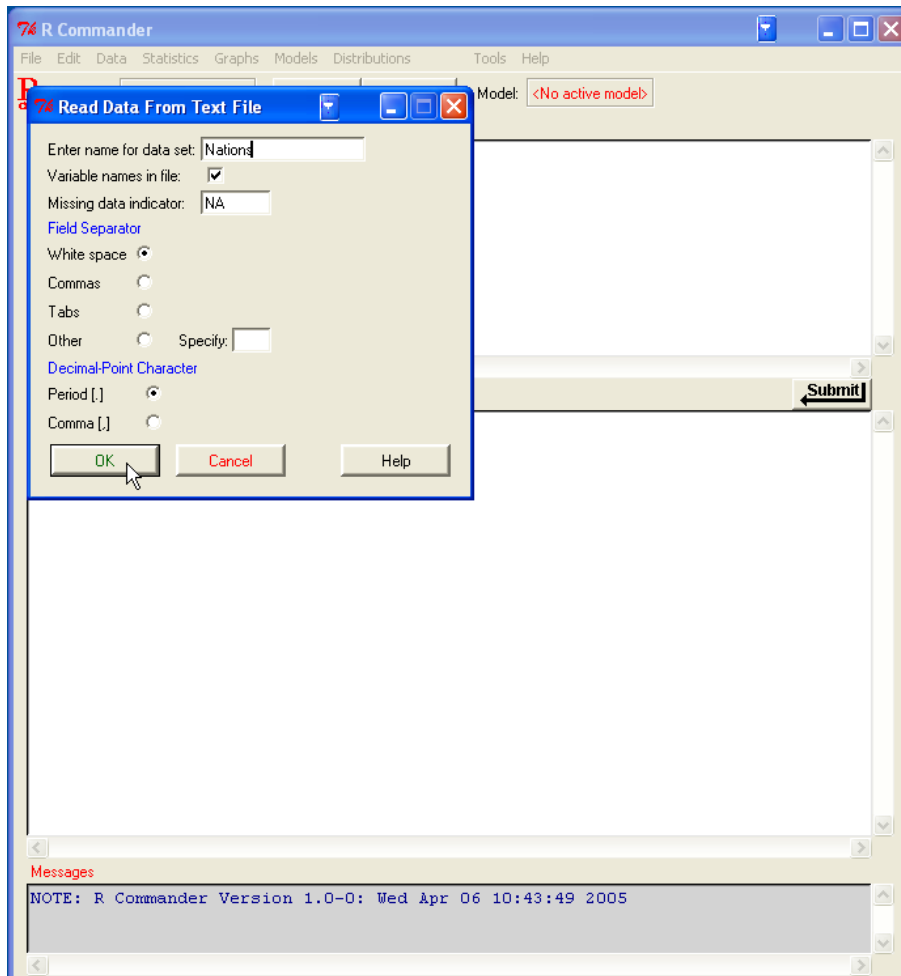 R Commander
File Edit Data Statistics Graphs Models Distributions Tools Help
Model: <No active model>
Read Data From Text File
Enter name for data set: Nations
Variable names in file:
Missing data indicator: NA
Field Separator
White space
Commas
Tabs
Other Specify:
Decimal-Point Character
Period [.]
Comma [,]
OK Cancel Help
Submit
Messages
NOTE: R Commander Version 1.0-0: Wed Apr 06 10:43:49 2005